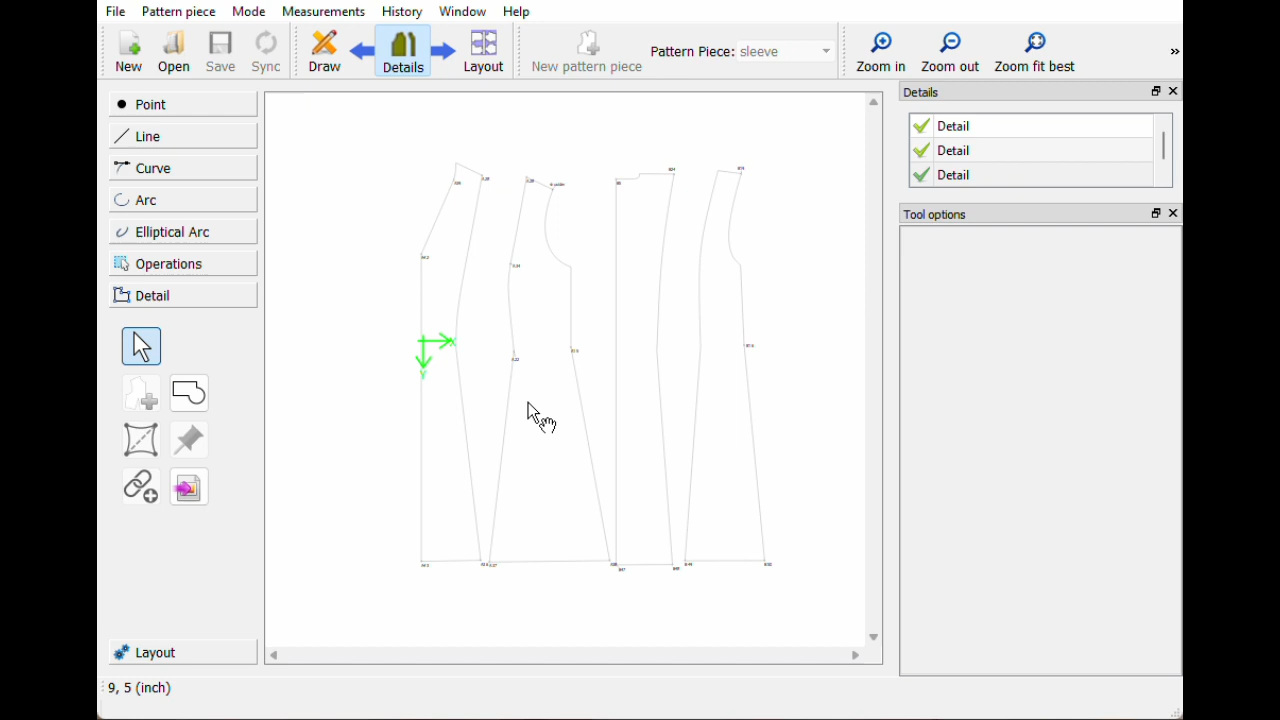 File Pattern piece Mode Measurements History Window Help
New Open Save Sync Draw Details Layout New pattern piece Pattern Piece: sleeve Zoom in Zoom out Zoom fit best »
Point
Line
Curve
Arc
Elliptical Arc
Operations
Detail
Layout
X
Y
Details
Detail
Detail
Detail
Tool options
9, 5 (inch)